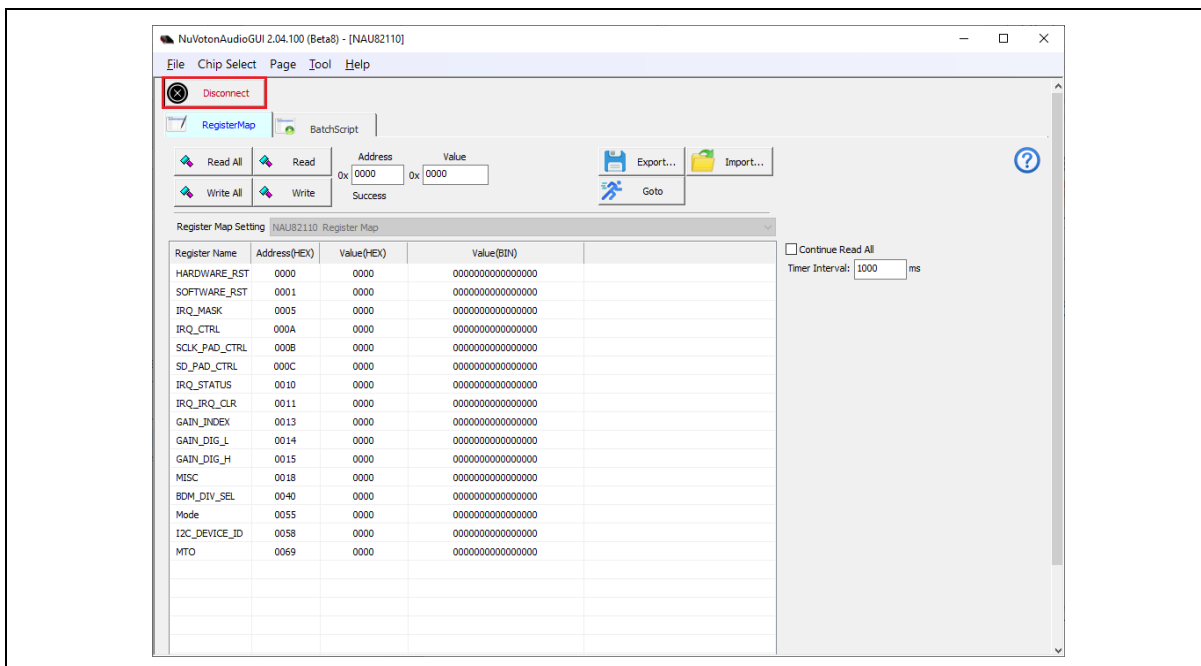 NuVotonAudioGUI 2.04.100 (Beta8) - [NAU82110]
File Chip Select Page Tool Help
Disconnect
RegisterMap BatchScript
Read All Read Address Value Export... Import...
0x 0000 0x 0000
Write All Write Success Goto
Register Map Setting NAU82110 Register Map
Register Name Address(HEX) Value(HEX) Value(BIN) Continue Read All
HARDWARE_RST 0000 0000 0000000000000000 Timer Interval: 1000 ms
SOFTWARE_RST 0001 0000 0000000000000000
IRQ_MASK 0005 0000 0000000000000000
IRQ_CTRL 000A 0000 0000000000000000
SCLK_PAD_CTRL 000B 0000 0000000000000000
SD_PAD_CTRL 000C 0000 0000000000000000
IRQ_STATUS 0010 0000 0000000000000000
IRQ_IRQ_CLR 0011 0000 0000000000000000
GAIN_INDEX 0013 0000 0000000000000000
GAIN_DIG_L 0014 0000 0000000000000000
GAIN_DIG_H 0015 0000 0000000000000000
MISC 0018 0000 0000000000000000
BDM_DIV_SEL 0040 0000 0000000000000000
Mode 0055 0000 0000000000000000
I2C_DEVICE_ID 0058 0000 0000000000000000
MTO 0069 0000 0000000000000000